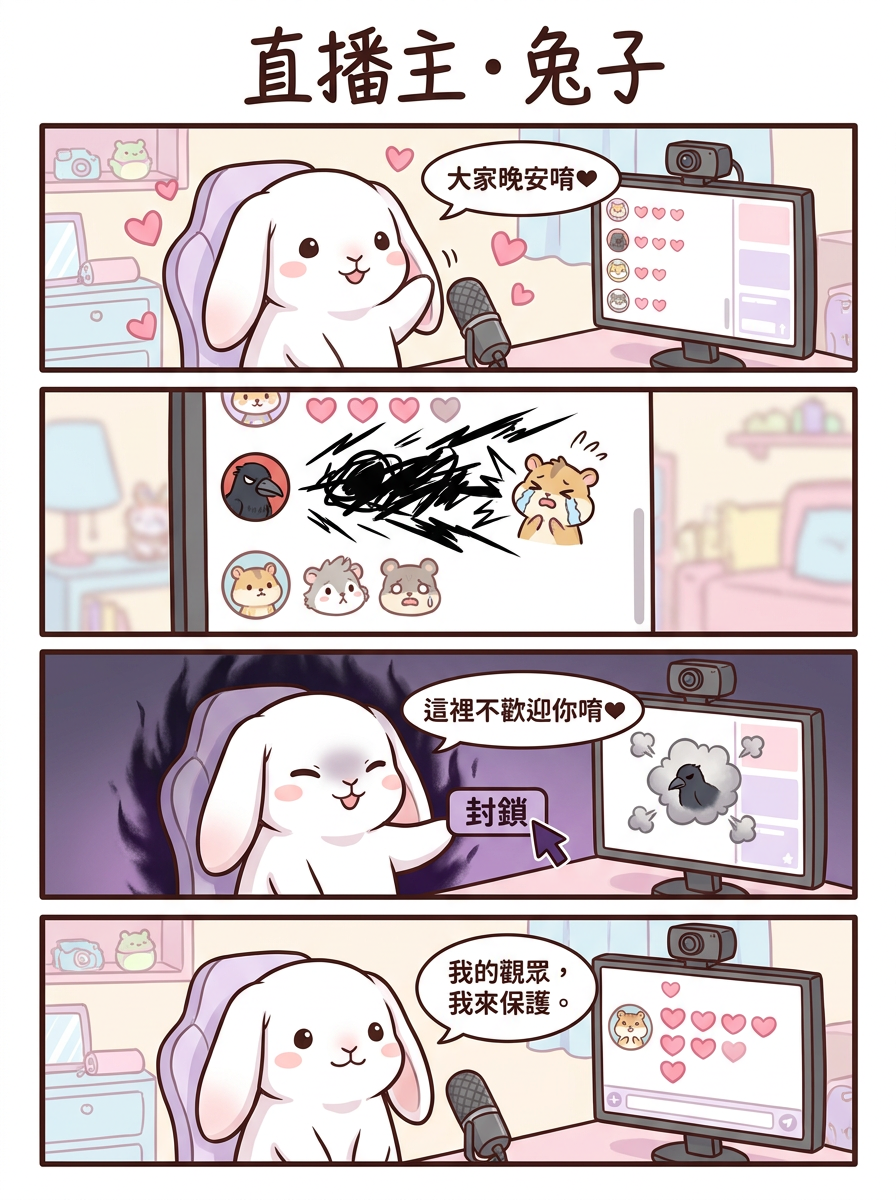 直播主・兔子
大家晚安唷♥
這裡不歡迎你唷♥
封鎖
我的觀眾，
我來保護。